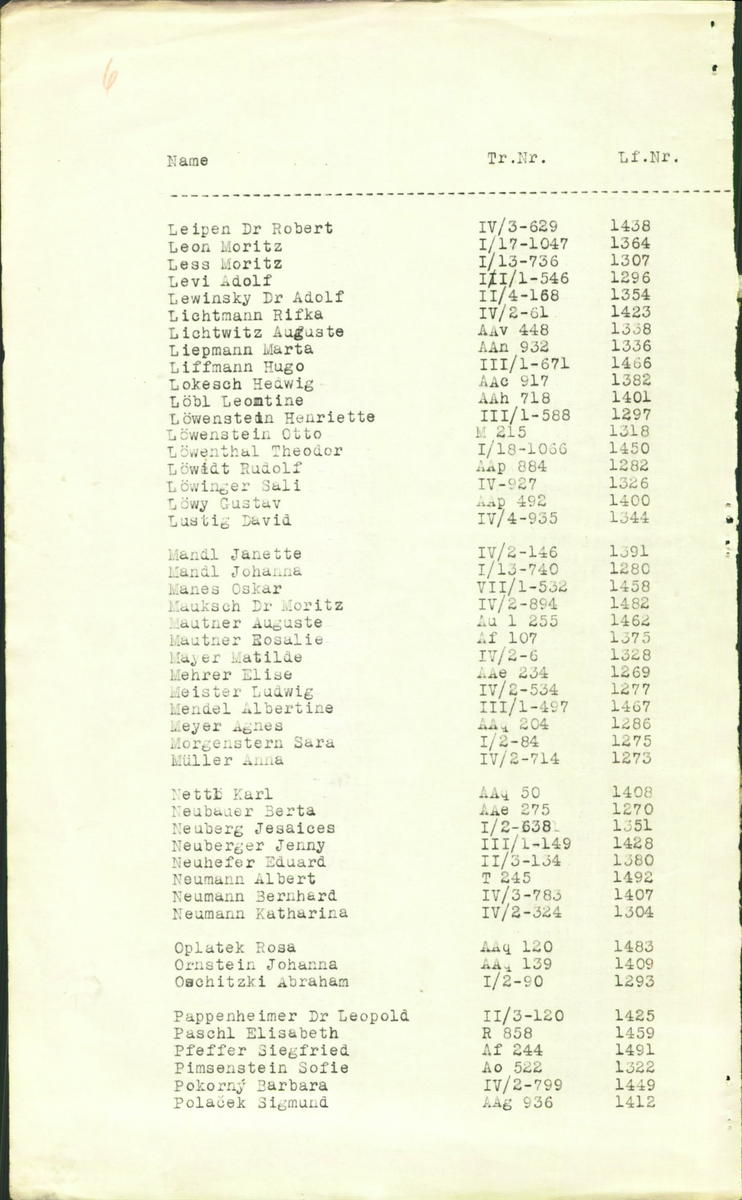 6
Name Tr.Nr. Lf.Nr.
Leipen Dr Robert IV/3-629 1438
Leon Moritz I/17-1047 1364
Less Moritz I/13-736 1307
Levi Adolf III/1-546 1296
Lewinsky Dr Adolf II/4-168 1354
Lichtmann Rifka IV/2-61 1423
Lichtwitz Auguste AAv 448 1338
Liepmann Marta AAn 932 1336
Liffmann Hugo III/1-671 1466
Lokesch Hedwig AAc 917 1382
Löbl Leontine AAh 718 1401
Löwenstein Henriette III/1-588 1297
Löwenstein Otto M 215 1318
Löwenthal Theodor I/18-1066 1450
Löwidt Rudolf AAp 884 1282
Löwinger Sali IV-927 1326
Löwy Gustav AAp 492 1400
Lustig David IV/4-935 1344
Mandl Janette IV/2-146 1391
Mandl Johanna I/13-740 1280
Manes Oskar VII/1-532 1458
Mauksch Dr Moritz IV/2-894 1482
Mautner Auguste Au 1 255 1462
Mautner Rosalie Af 107 1375
Mayer Matilde IV/2-6 1328
Mehrer Elise AAe 234 1269
Meister Ludwig IV/2-534 1277
Mendel Albertine III/1-497 1467
Meyer Agnes AAq 204 1286
Morgenstern Sara I/2-84 1275
Müller Anna IV/2-714 1273
Nettl Karl AAq 50 1408
Neubauer Berta AAe 275 1270
Neuberg Jesaices I/2-638 1351
Neuberger Jenny III/1-149 1428
Neuhefer Eduard II/3-134 1380
Neumann Albert T 245 1492
Neumann Bernhard IV/3-783 1407
Neumann Katharina IV/2-324 1304
Oplatek Rosa AAq 120 1483
Ornstein Johanna AAq 139 1409
Oschitzki Abraham I/2-90 1293
Pappenheimer Dr Leopold II/3-120 1425
Paschl Elisabeth R 858 1459
Pfeffer Siegfried Af 244 1491
Pimsenstein Sofie Ao 522 1322
Pokorný Barbara IV/2-799 1449
Polaček Sigmund AAg 936 1412